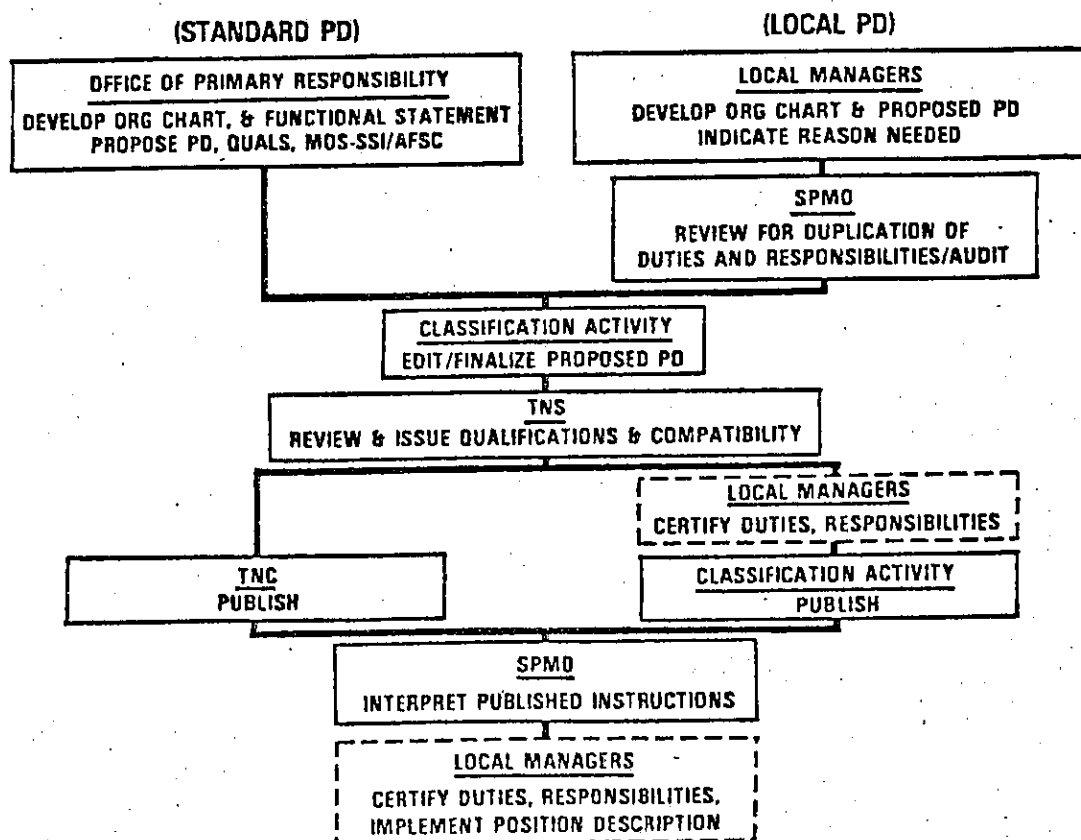 (STANDARD PD)
OFFICE OF PRIMARY RESPONSIBILITY
DEVELOP ORG CHART, & FUNCTIONAL STATEMENT
PROPOSE PD, QUALS, MOS-SSI/AFSC
(LOCAL PD)
LOCAL MANAGERS
DEVELOP ORG CHART & PROPOSED PD
INDICATE REASON NEEDED
SPMO
REVIEW FOR DUPLICATION OF
DUTIES AND RESPONSIBILITIES/AUDIT
CLASSIFICATION ACTIVITY
EDIT/FINALIZE PROPOSED PD
TNS
REVIEW & ISSUE QUALIFICATIONS & COMPATIBILITY
LOCAL MANAGERS
CERTIFY DUTIES, RESPONSIBILITIES
TNC
PUBLISH
CLASSIFICATION ACTIVITY
PUBLISH
SPMO
INTERPRET PUBLISHED INSTRUCTIONS
LOCAL MANAGERS
CERTIFY DUTIES, RESPONSIBILITIES,
IMPLEMENT POSITION DESCRIPTION